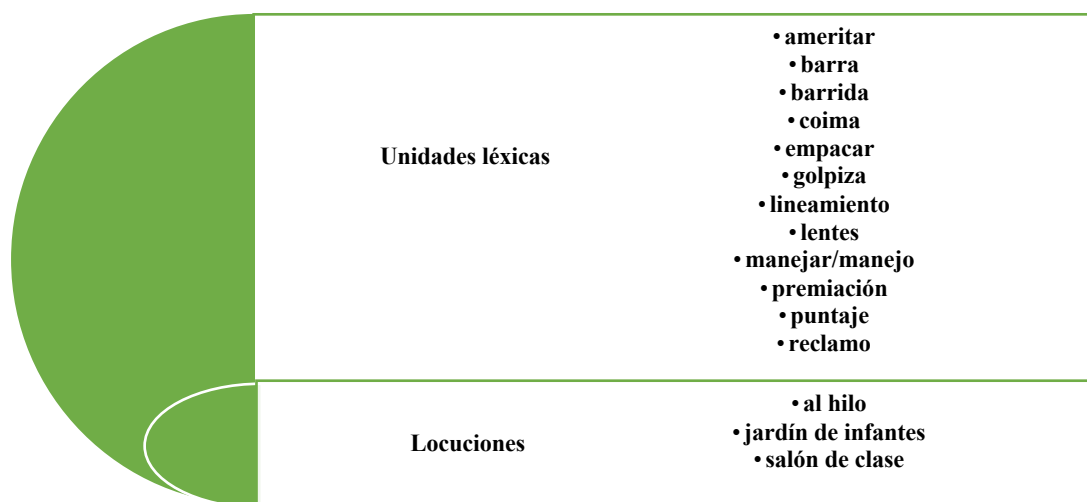 Unidades léxicas
• ameritar
• barra
• barrida
• coima
• empacar
• golpiza
• lineamiento
• lentes
• manejar/manejo
• premiación
• puntaje
• reclamo
Locuciones
• al hilo
• jardín de infantes
• salón de clase